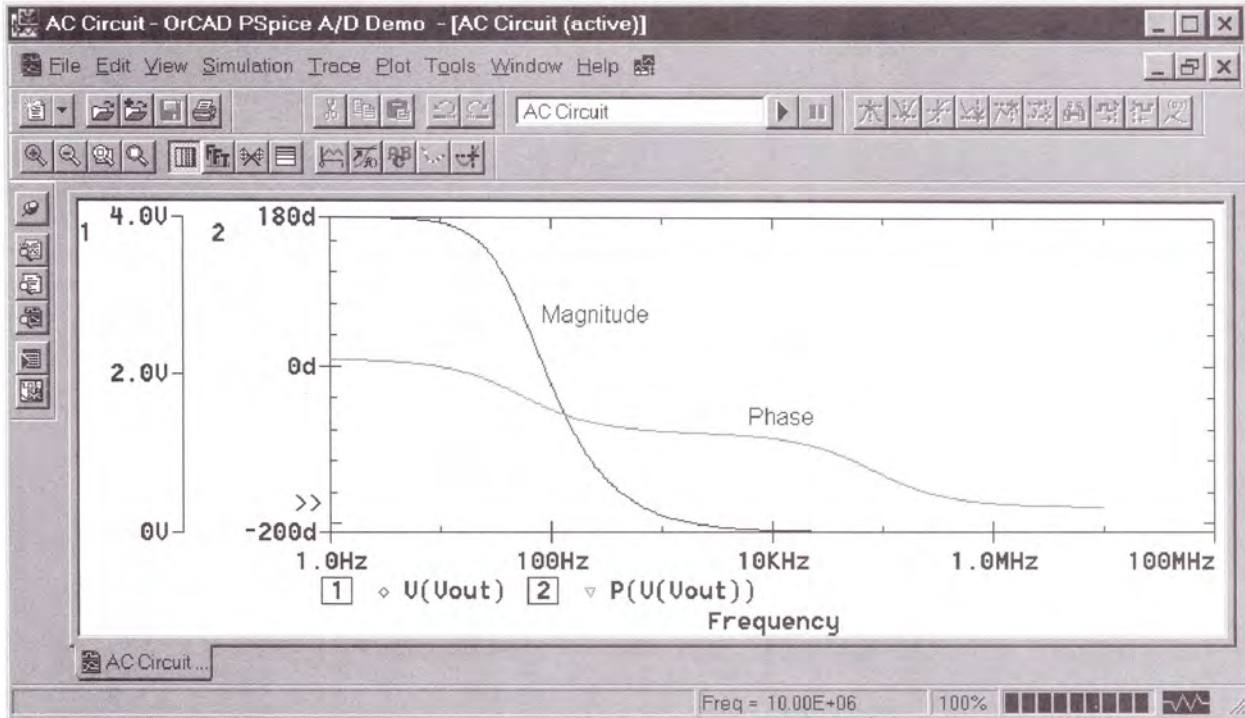 AC Circuit - OrCAD PSpice A/D Demo - [AC Circuit (active)]
File Edit View Simulation Trace Plot Tools Window Help
AC Circuit
FFT
1
4.0V
2.0V
0V
2
180d
0d
>>
-200d
Magnitude
Phase
1.0Hz 100Hz 10KHz 1.0MHz 100MHz
1 ⋄ V(Vout) 2 ▿ P(V(Vout))
Frequency
AC Circuit ...
Freq = 10.00E+06 100%